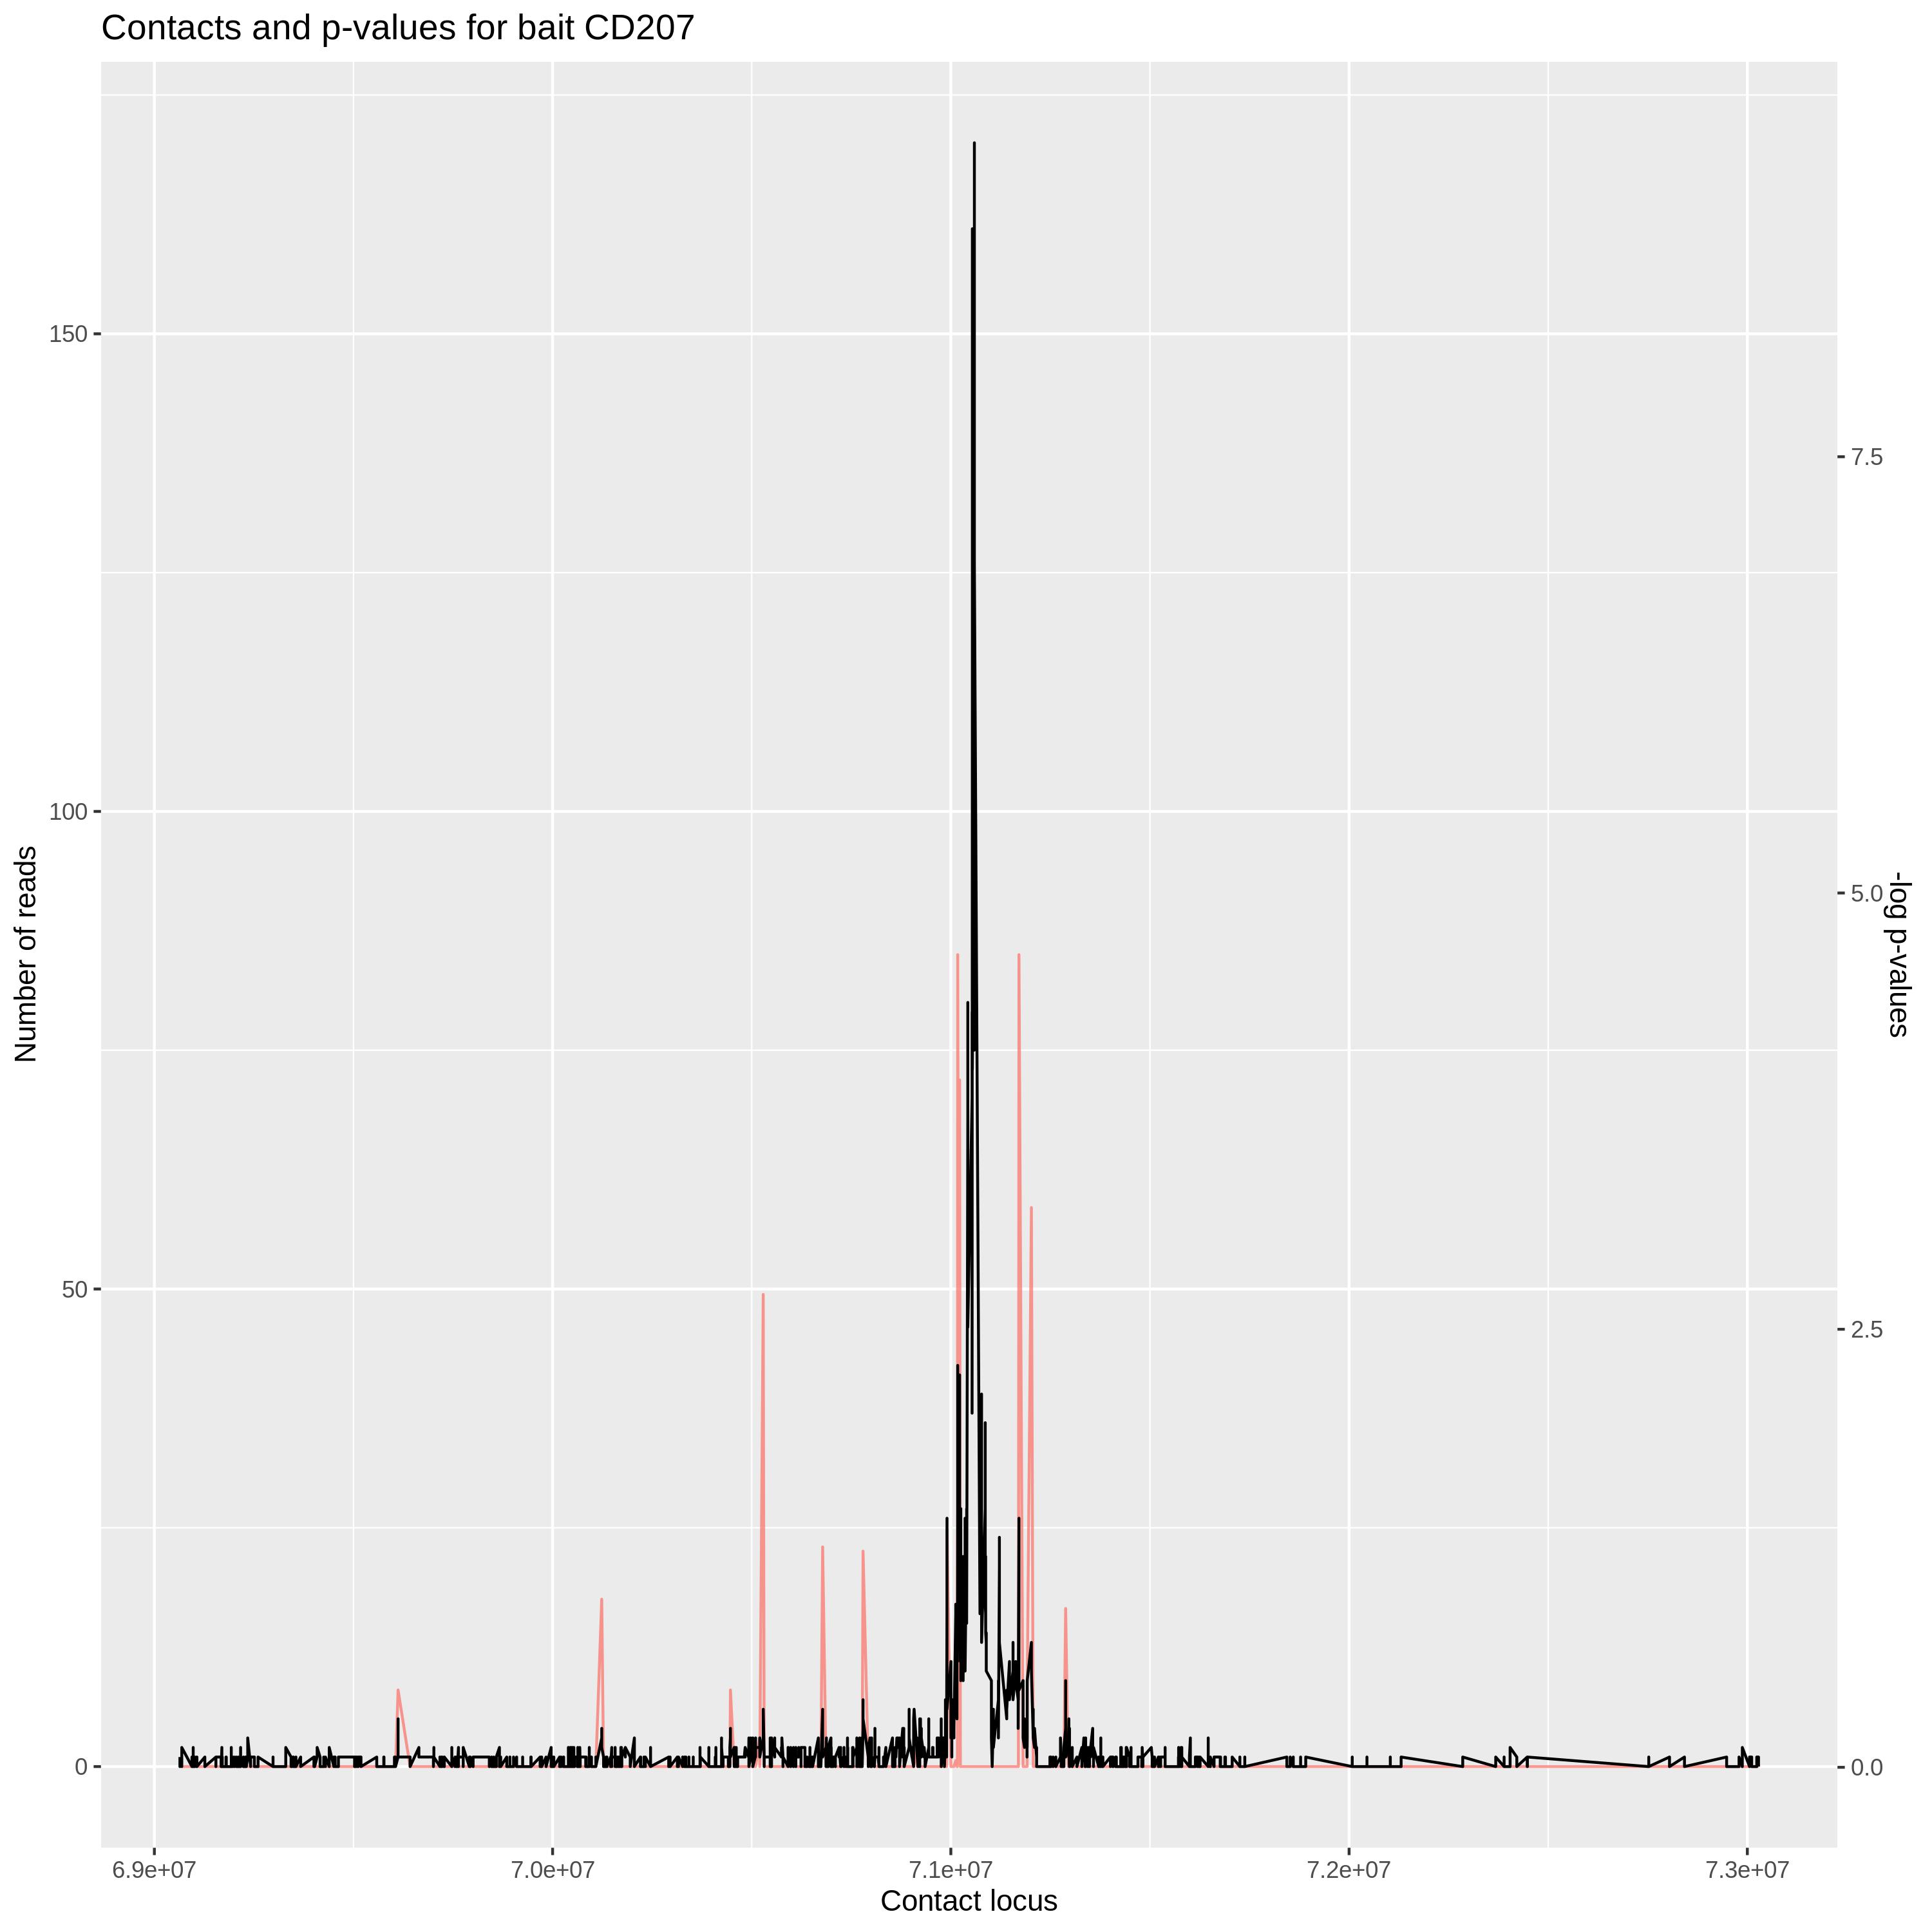 Contacts and p-values for bait CD207
150
100
50
0
Number of reads
7.5
5.0
2.5
0.0
-log p-values
6.9e+07 7.0e+07 7.1e+07 7.2e+07 7.3e+07
Contact locus